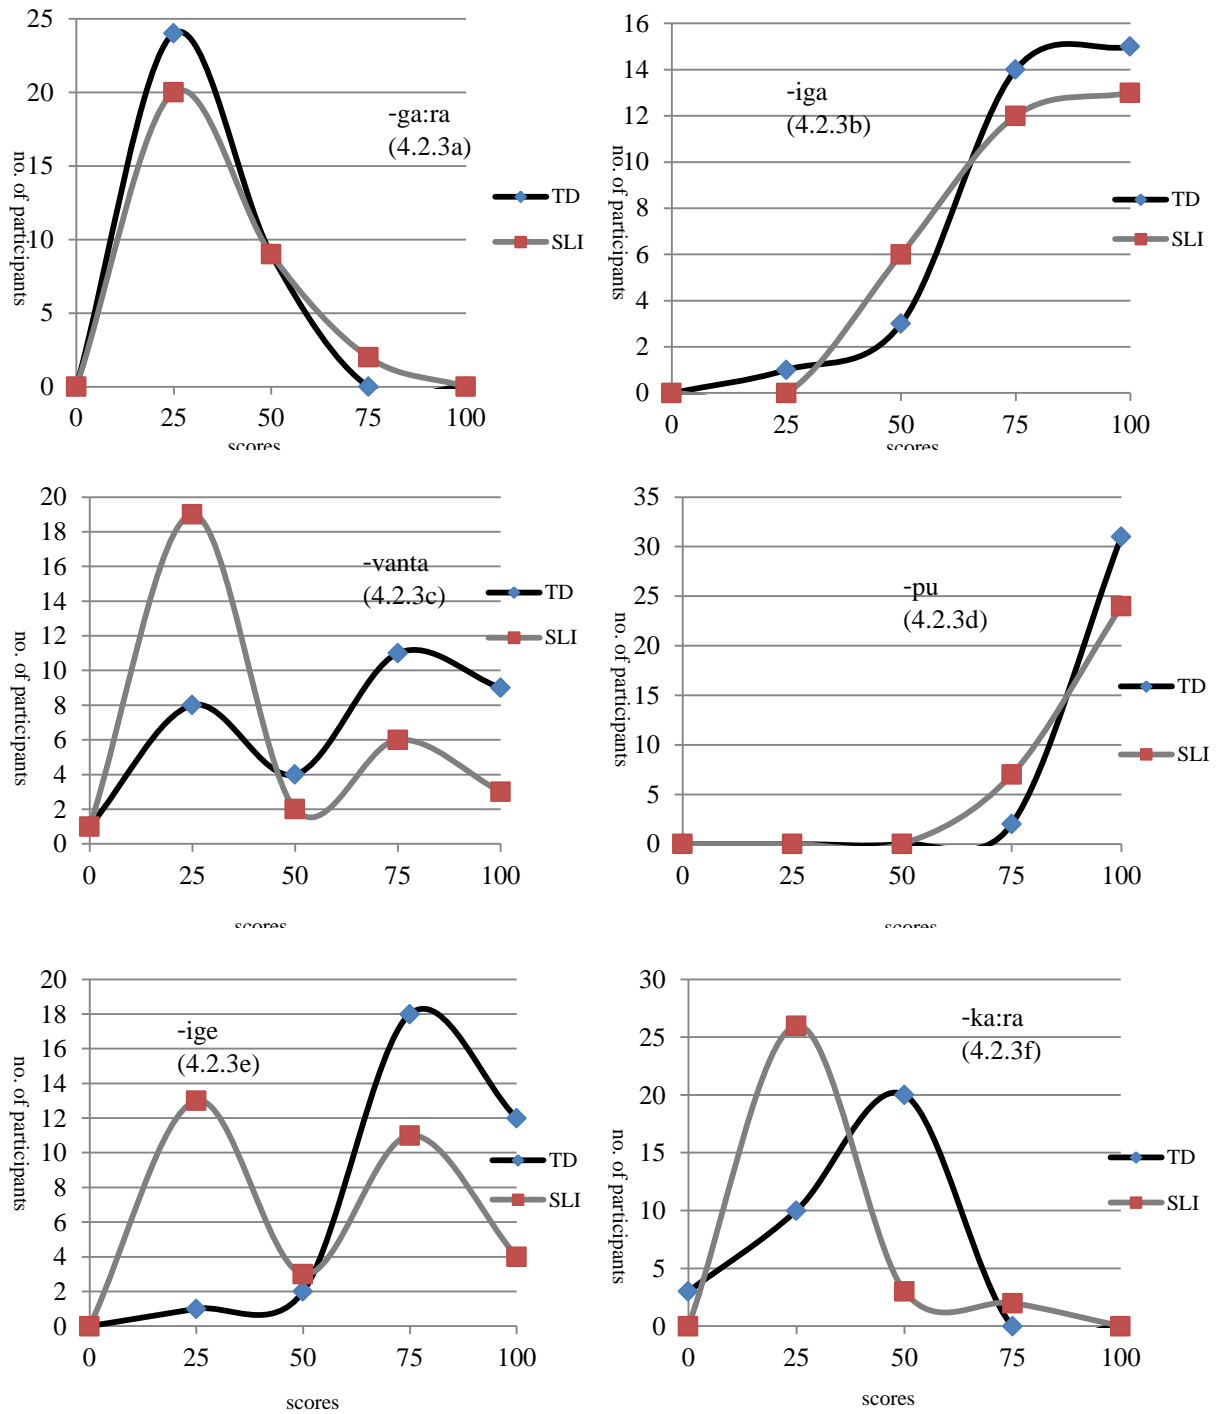 25
20
15
10
5
0
no. of participants
-ga:ra
(4.2.3a)
TD
SLI
0 25 50 75 100
scores
16
14
12
10
8
6
4
2
0
no. of participants
-iga
(4.2.3b)
TD
SLI
0 25 50 75 100
scores
20
18
16
14
12
10
8
6
4
2
0
no. of participants
-vanta
(4.2.3c)
TD
SLI
0 25 50 75 100
scores
35
30
25
20
15
10
5
0
no. of participants
-pu
(4.2.3d)
TD
SLI
0 25 50 75 100
scores
20
18
16
14
12
10
8
6
4
2
0
no. of participants
-ige
(4.2.3e)
TD
SLI
0 25 50 75 100
scores
30
25
20
15
10
5
0
no. of participants
-ka:ra
(4.2.3f)
TD
SLI
0 25 50 75 100
scores